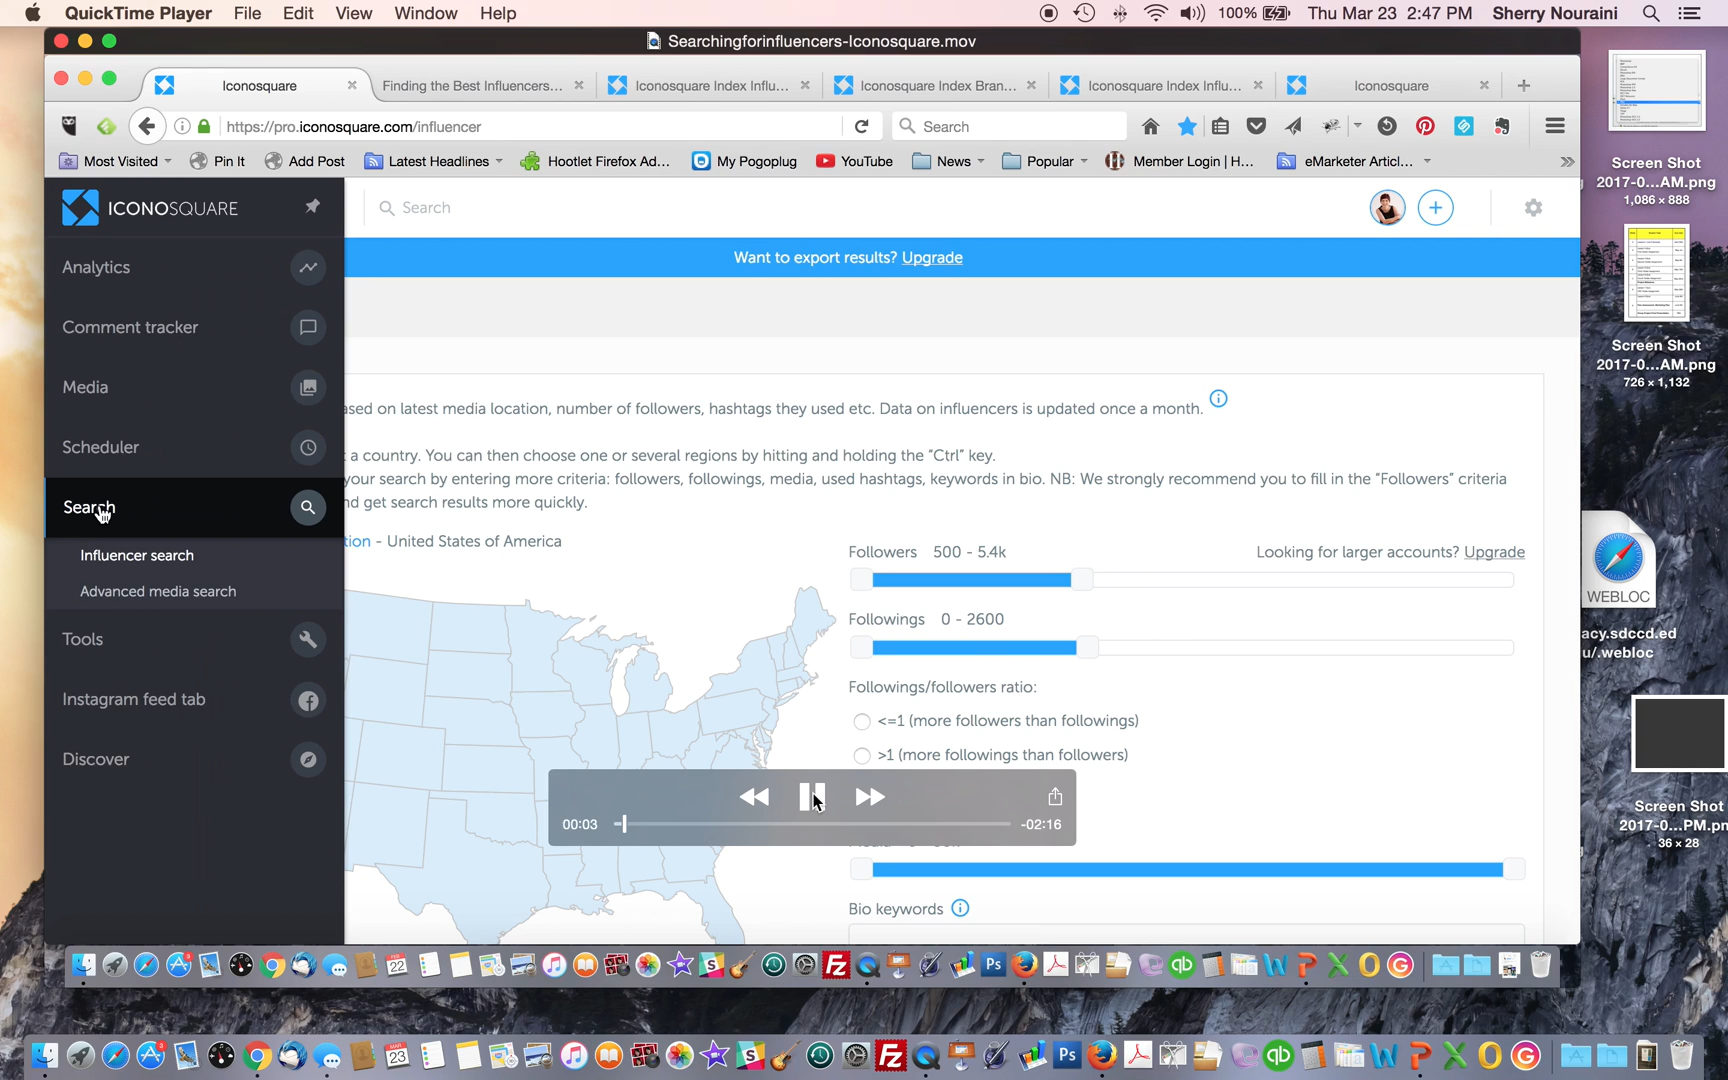 QuickTime Player File Edit View Window Help 100% Thu Mar 23 2:47 PM Sherry Nouraini
Searchingforinfluencers-Iconosquare.mov
Iconosquare Finding the Best Influencers... Iconosquare Index Influ... Iconosquare Index Bran... Iconosquare Index Influ... Iconosquare
https://pro.iconosquare.com/influencer Search
Most Visited Pin It Add Post Latest Headlines Hootlet Firefox Ad... My Pogoplug YouTube News Popular Member Login | H... eMarketer Articl...
ICONOSQUARE
Search
Want to export results? Upgrade
Analytics
Comment tracker
Media
Scheduler
Search
Influencer search
Advanced media search
Tools
Instagram feed tab
Discover
ased on latest media location, number of followers, hashtags they used etc. Data on influencers is updated once a month.
a country. You can then choose one or several regions by hitting and holding the "Ctrl" key.
your search by entering more criteria: followers, followings, media, used hashtags, keywords in bio. NB: We strongly recommend you to fill in the "Followers" criteria
nd get search results more quickly.
tion - United States of America
Followers 500 - 5.4k
Looking for larger accounts? Upgrade
Followings 0 - 2600
Followings/followers ratio:
<=1 (more followers than followings)
>1 (more followings than followers)
00:03 -02:16
Bio keywords
Screen Shot
2017-0...AM.png
1,086 × 888
Screen Shot
2017-0...AM.png
726 × 1,132
WEBLOC
acy.sdccd.ed
u/.webloc
Screen Shot
2017-0...PM.pn
36 × 28